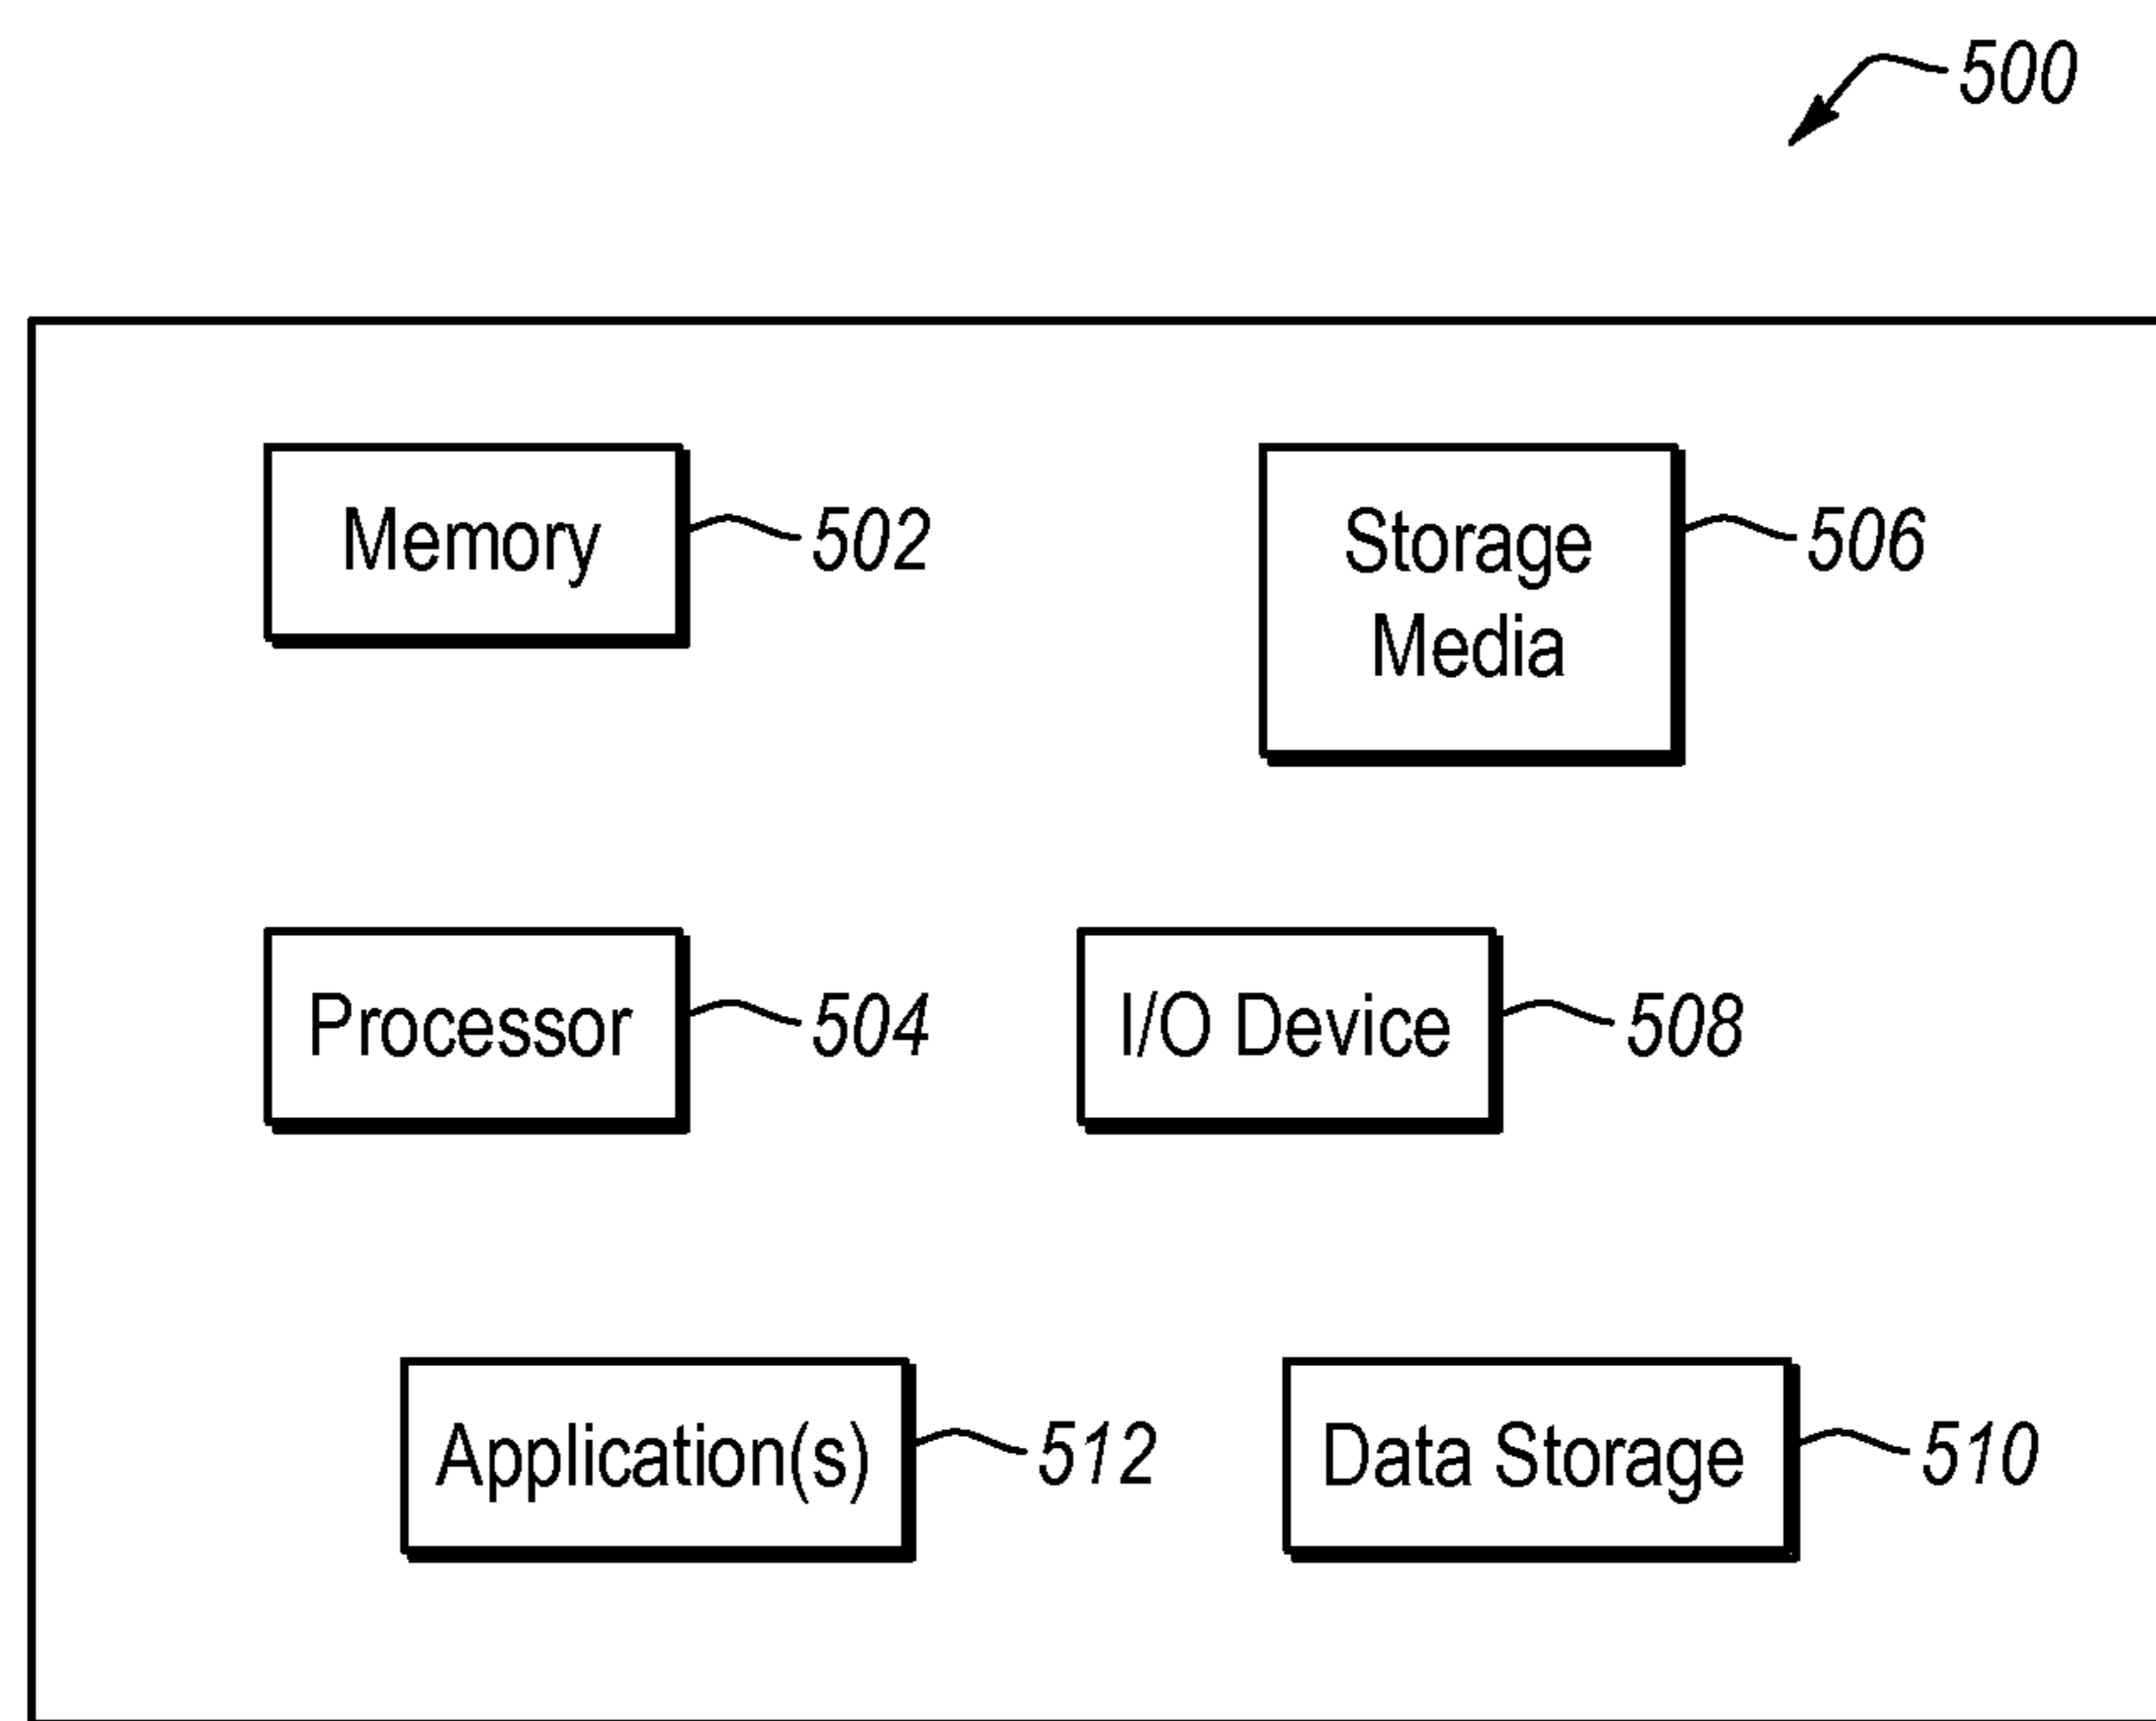 500
Memory 502
Storage 506
Media
Processor 504
I/O Device 508
Application(s) 512
Data Storage 510